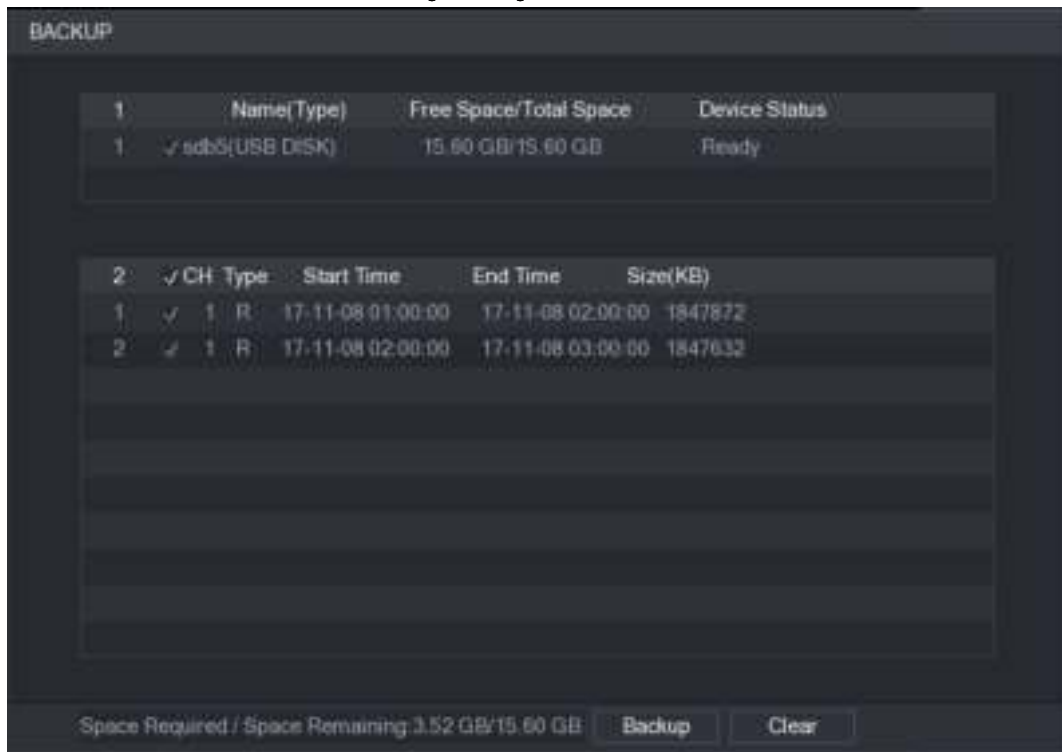 BACKUP
1 Name(Type) Free Space/Total Space Device Status
1 ✓ sdb5(USB DISK) 15.60 GB/15.60 GB Ready
2 ✓ CH Type Start Time End Time Size(KB)
1 ✓ 1 R 17-11-08 01:00:00 17-11-08 02:00:00 1847872
2 ✓ 1 R 17-11-08 02:00:00 17-11-08 03:00:00 1847632
Space Required / Space Remaining:3.52 GB/15.60 GB Backup Clear